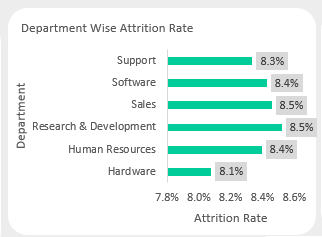 Department Wise Attrition Rate
Department
Support 8.3%
Software 8.4%
Sales 8.5%
Research & Development 8.5%
Human Resources 8.4%
Hardware 8.1%
7.8% 8.0% 8.2% 8.4% 8.6%
Attrition Rate